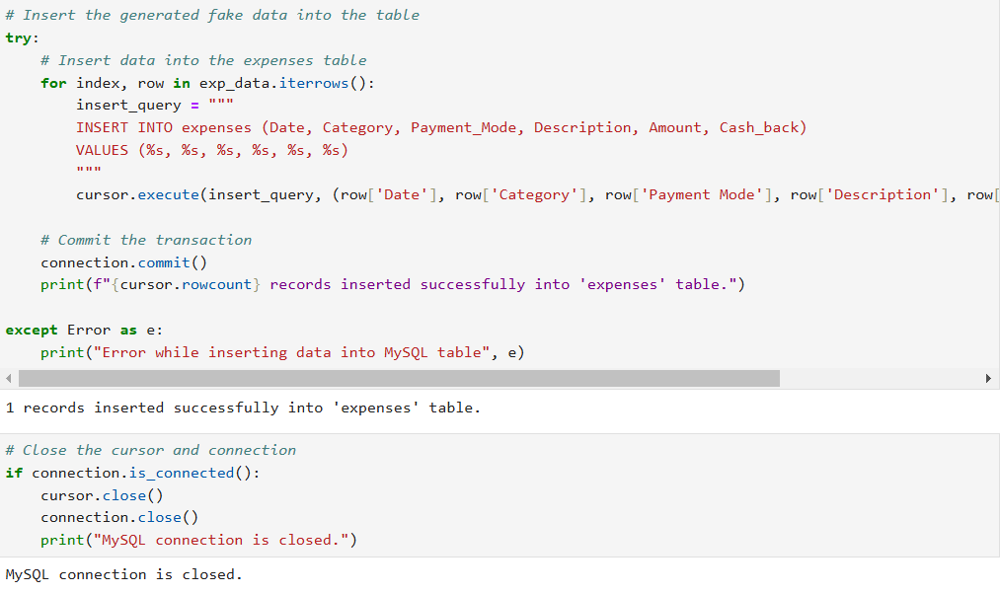 # Insert the generated fake data into the table
try:
    # Insert data into the expenses table
    for index, row in exp_data.iterrows():
        insert_query = """
        INSERT INTO expenses (Date, Category, Payment_Mode, Description, Amount, Cash_back)
        VALUES (%s, %s, %s, %s, %s, %s)
        """
        cursor.execute(insert_query, (row['Date'], row['Category'], row['Payment Mode'], row['Description'], row[
    # Commit the transaction
    connection.commit()
    print(f"{cursor.rowcount} records inserted successfully into 'expenses' table.")
except Error as e:
    print("Error while inserting data into MySQL table", e)
1 records inserted successfully into 'expenses' table.
# Close the cursor and connection
if connection.is_connected():
    cursor.close()
    connection.close()
    print("MySQL connection is closed.")
MySQL connection is closed.